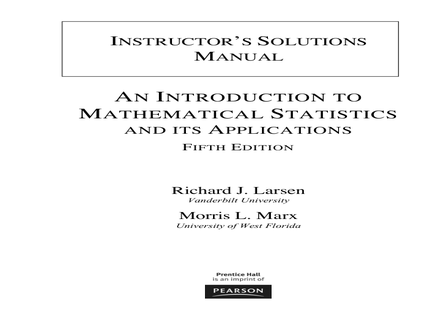 INSTRUCTOR'S SOLUTIONS
MANUAL
AN INTRODUCTION TO
MATHEMATICAL STATISTICS
AND ITS APPLICATIONS
FIFTH EDITION
Richard J. Larsen
Vanderbilt University
Morris L. Marx
University of West Florida
Prentice Hall
is an imprint of
PEARSON